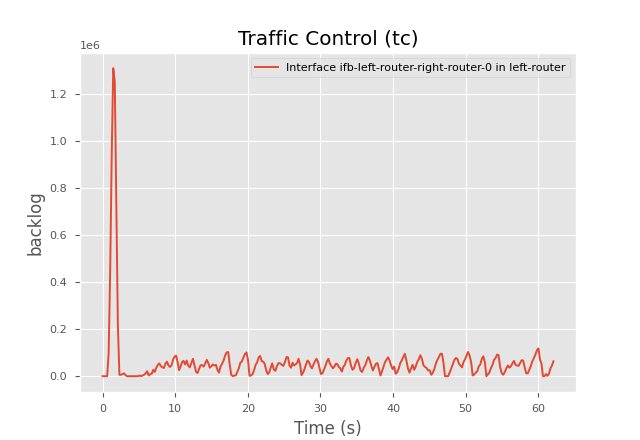 Traffic Control (tc)
1e6
Interface ifb-left-router-right-router-0 in left-router
1.2
1.0
0.8
0.6
0.4
0.2
0.0
backlog
0
10
20
30
40
50
60
Time (s)